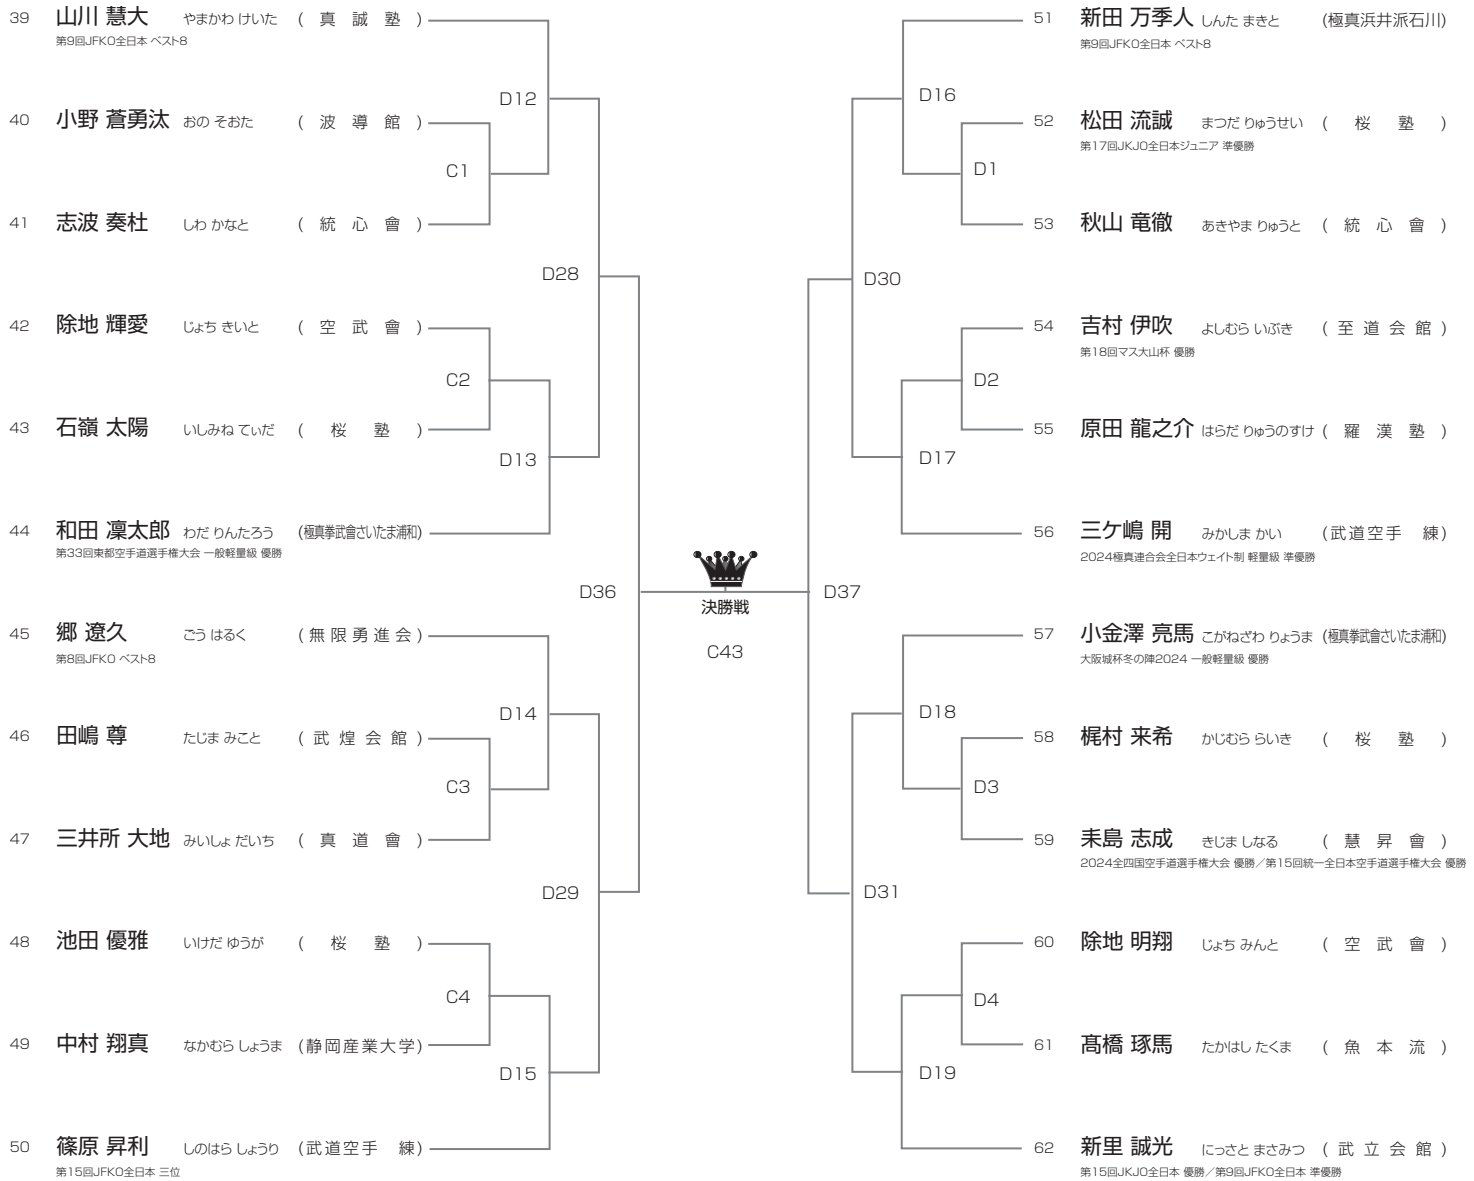 39 山川 慧大 やまかわ けいた ( 真 誠 塾 )
第9回JFKO全日本 ベスト8
D12
40 小野 蒼勇汰 おの そおた ( 波 導 館 )
C1
41 志波 奏杜 しわ かなと ( 統 心 會 )
D28
42 除地 輝愛 じょち きいと ( 空 武 會 )
C2
43 石嶺 太陽 いしみね てぃだ ( 桜 塾 )
D13
44 和田 凜太郎 わだ りんたろう (極真拳武會さいたま浦和)
第33回東都空手道選手権大会 一般軽量級 優勝
D36
45 郷 遼久 ごう はるく ( 無限勇進会 )
第8回JFKO ベスト8
D14
46 田嶋 尊 たじま みこと ( 武 煌 会 館 )
C3
47 三井所 大地 みいしょ だいち ( 真 道 會 )
D29
48 池田 優雅 いけだ ゆうが ( 桜 塾 )
C4
49 中村 翔真 なかむら しょうま (静岡産業大学)
D15
50 篠原 昇利 しのはら しょうり (武道空手 練)
第15回JFKO全日本 三位
決勝戦
C43
51 新田 万季人 しんた まきと (極真浜井派石川)
第9回JFKO全日本 ベスト8
D16
52 松田 流誠 まつだ りゅうせい ( 桜 塾 )
第17回JKJO全日本ジュニア 準優勝
D1
53 秋山 竜徹 あきやま りゅうと ( 統 心 會 )
D30
54 吉村 伊吹 よしむら いぶき ( 至 道 会 館 )
第18回マス大山杯 優勝
D2
55 原田 龍之介 はらだ りゅうのすけ ( 羅 漢 塾 )
D17
56 三ケ嶋 開 みかしま かい (武道空手 練)
2024極真連合会全日本ウェイト制 軽量級 準優勝
D37
57 小金澤 亮馬 こがねざわ りょうま (極真拳武會さいたま浦和)
大阪城杯冬の陣2024 一般軽量級 優勝
D18
58 梶村 来希 かじむら らいき ( 桜 塾 )
D3
59 耒島 志成 きじま しなる ( 慧 昇 會 )
2024全四国空手道選手権大会 優勝／第15回統一全日本空手道選手権大会 優勝
D31
60 除地 明翔 じょち みんと ( 空 武 會 )
D4
61 髙橋 琢馬 たかはし たくま ( 魚 本 流 )
D19
62 新里 誠光 にっさと まさみつ ( 武 立 会 館 )
第15回JKJO全日本 優勝／第9回JFKO全日本 準優勝